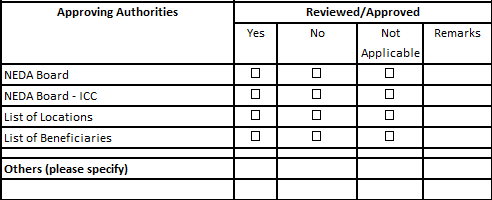 Approving Authorities Reviewed/Approved
Yes No Not Applicable Remarks
NEDA Board ☐ ☐ ☐
NEDA Board - ICC ☐ ☐ ☐
List of Locations ☐ ☐ ☐
List of Beneficiaries ☐ ☐ ☐
Others (please specify)